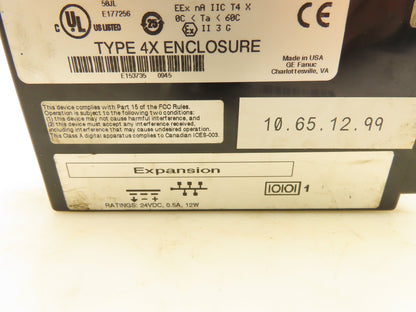 50JL
E177256
EEx nA IIC T4 X
0C < Ta < 60C
II 3 G
c UL US LISTED
TYPE 4X ENCLOSURE
E153735 0945
Made in USA
GE Fanuc
Charlottesville, VA
This device complies with Part 15 of the FCC Rules.
Operation is subject to the following two conditions:
(1) this device may not cause harmful interference, and
(2) this device must accept any interference received,
including interference that may cause undesired operation.
This Class A digital apparatus complies with Canadian ICES-003.
10.65.12.99
Expansion
IOIOI 1
RATINGS: 24VDC, 0.5A, 12W